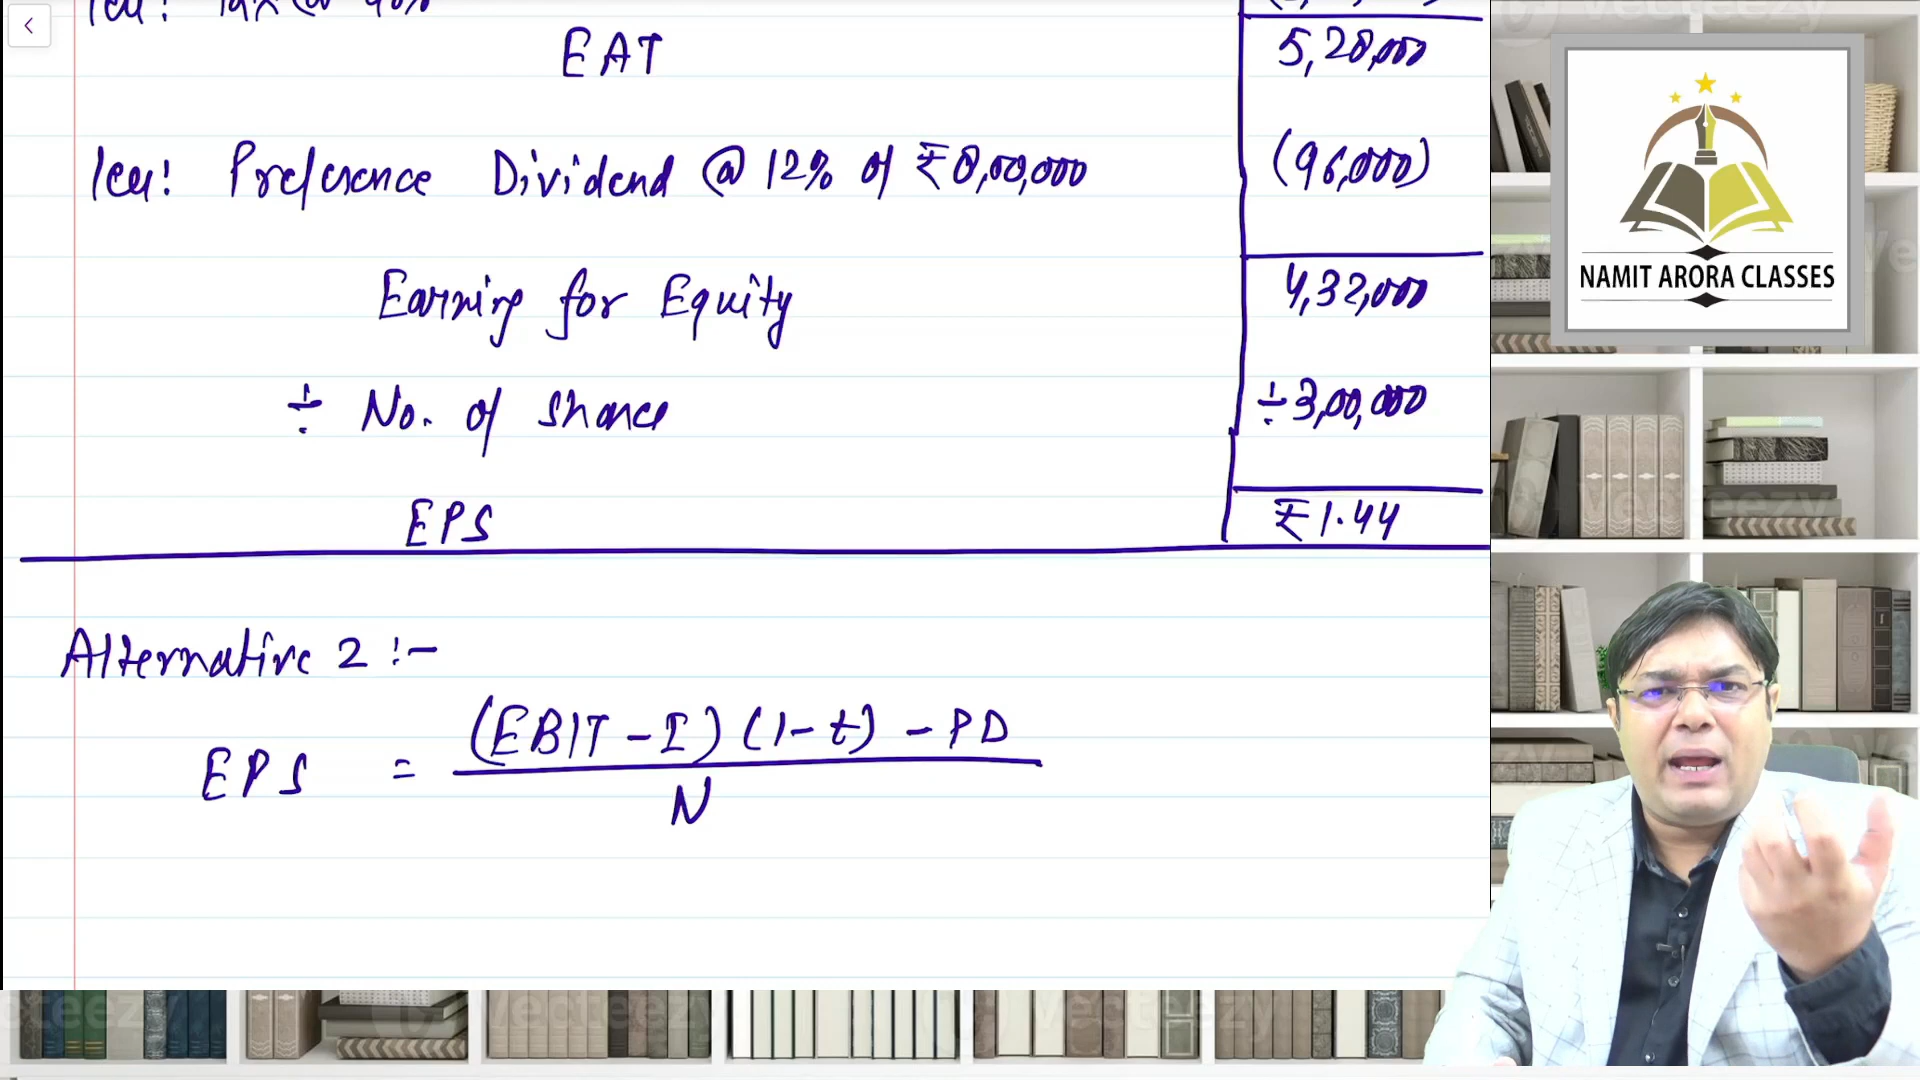 EAT 5,28,000
less: Preference Dividend @ 12% of ₹8,00,000 (96,000)
Earning for Equity 4,32,000
÷ No. of shares ÷3,00,000
EPS ₹1.44
Alternative 2 :-
EPS = (EBIT - I) (1 - t) - PD
N
NAMIT ARORA CLASSES